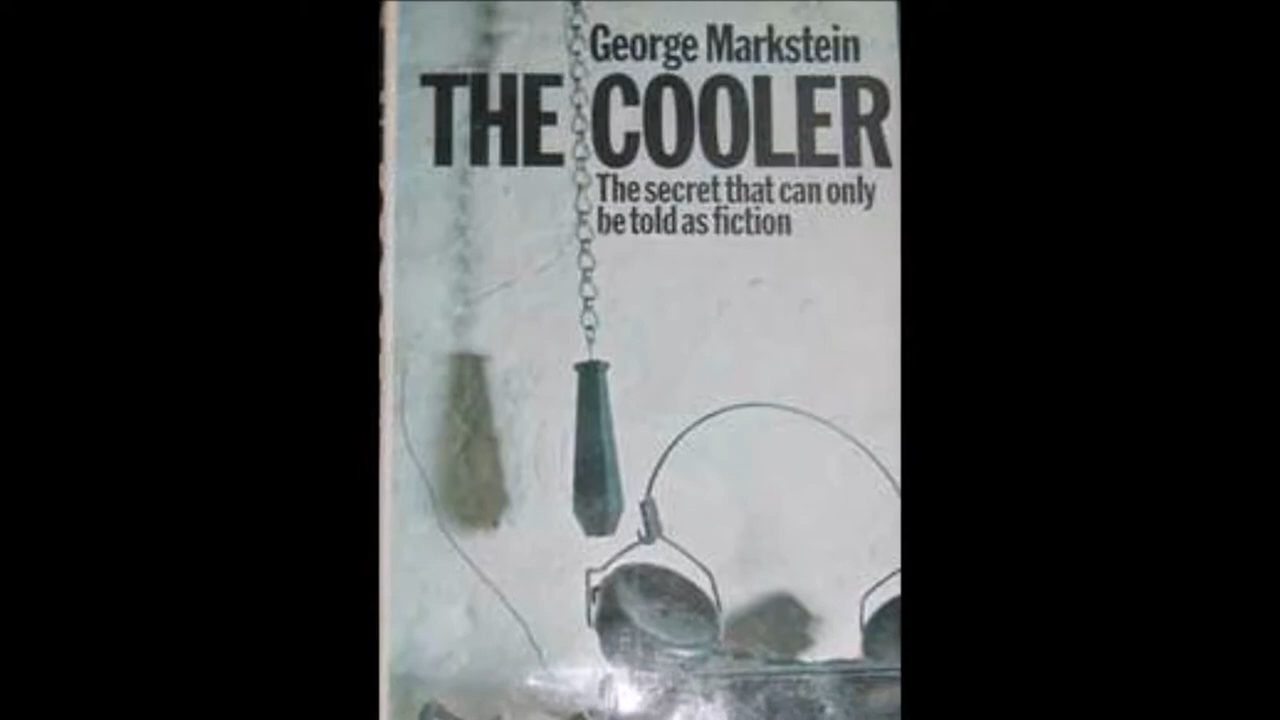 George Markstein
THE COOLER
The secret that can only
be told as fiction